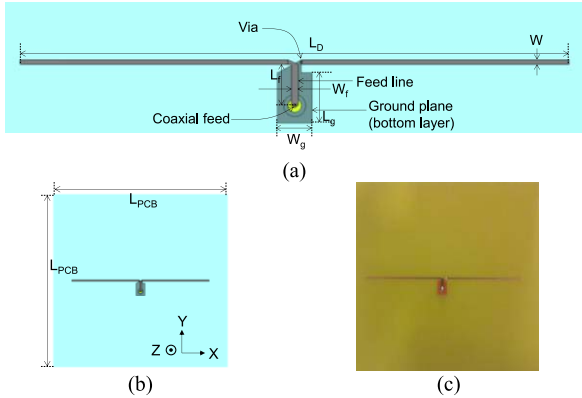 Via
L_D
W
L_f
Feed line
W_f
Coaxial feed
L_g
Ground plane
(bottom layer)
W_g
(a)
L_PCB
L_PCB
Y
Z
X
(b)
(c)